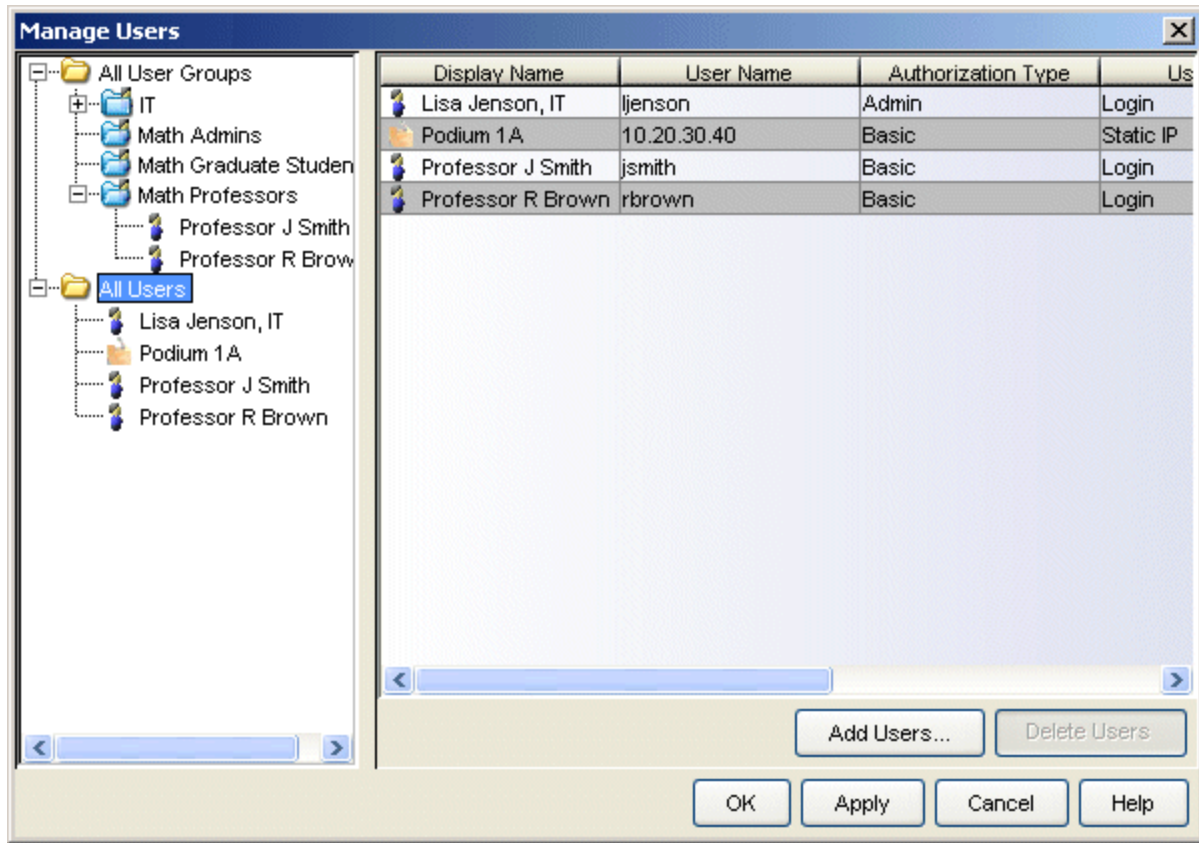 Manage Users
All User Groups
IT
Math Admins
Math Graduate Studen
Math Professors
Professor J Smith
Professor R Brow
All Users
Lisa Jenson, IT
Podium 1A
Professor J Smith
Professor R Brown
Display Name User Name Authorization Type Us
Lisa Jenson, IT ljenson Admin Login
Podium 1A 10.20.30.40 Basic Static IP
Professor J Smith jsmith Basic Login
Professor R Brown rbrown Basic Login
Add Users... Delete Users
OK Apply Cancel Help